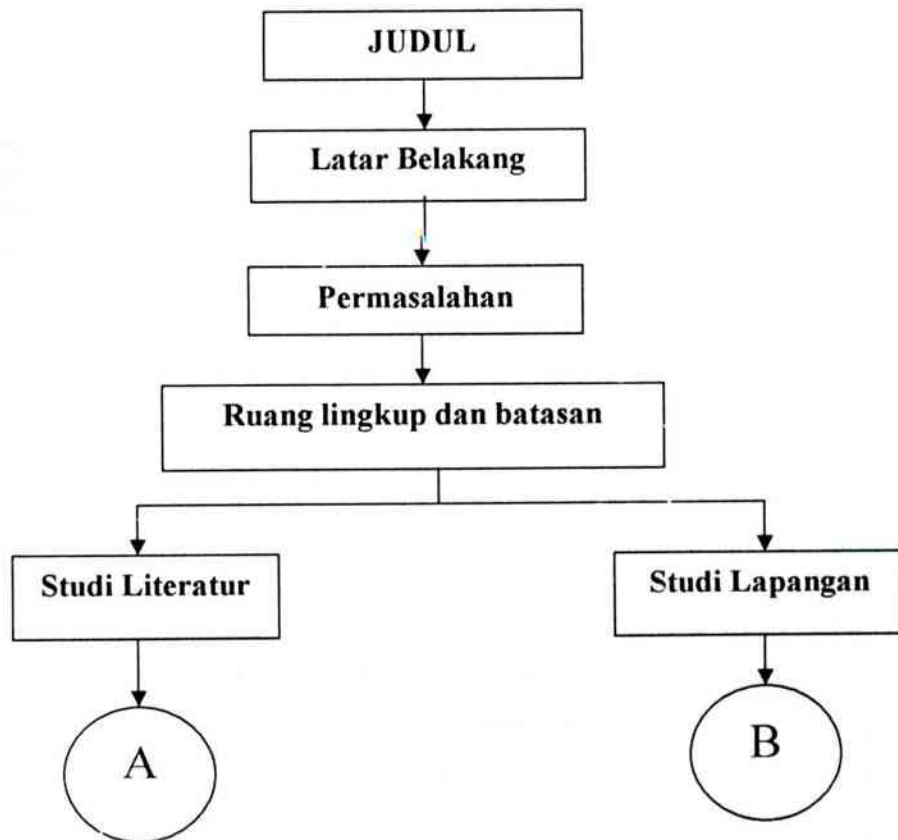 JUDUL
Latar Belakang
Permasalahan
Ruang lingkup dan batasan
Studi Literatur
Studi Lapangan
A
B